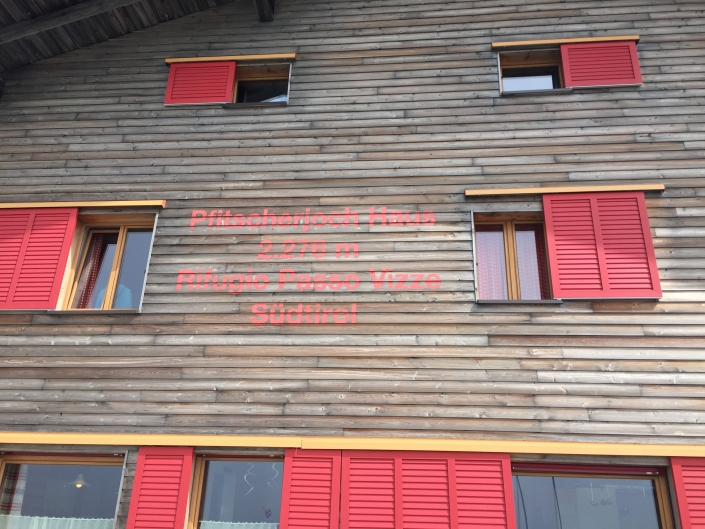 Pfitscherjoch Haus
2.276 m
Rifugio Passo Vizze
Südtirol